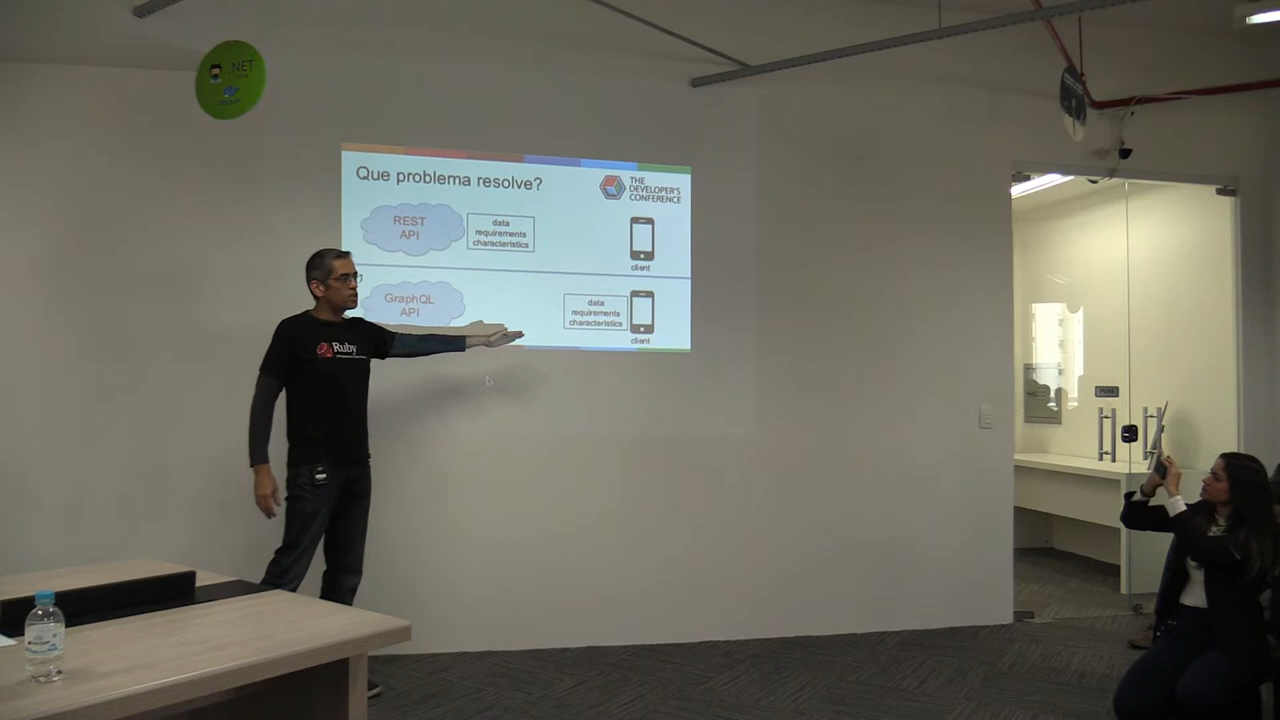 .NET
docker
Que problema resolve?
THE
DEVELOPER'S
CONFERENCE
REST
API
data
requirements
characteristics
client
GraphQL
API
data
requirements
characteristics
client
Ruby